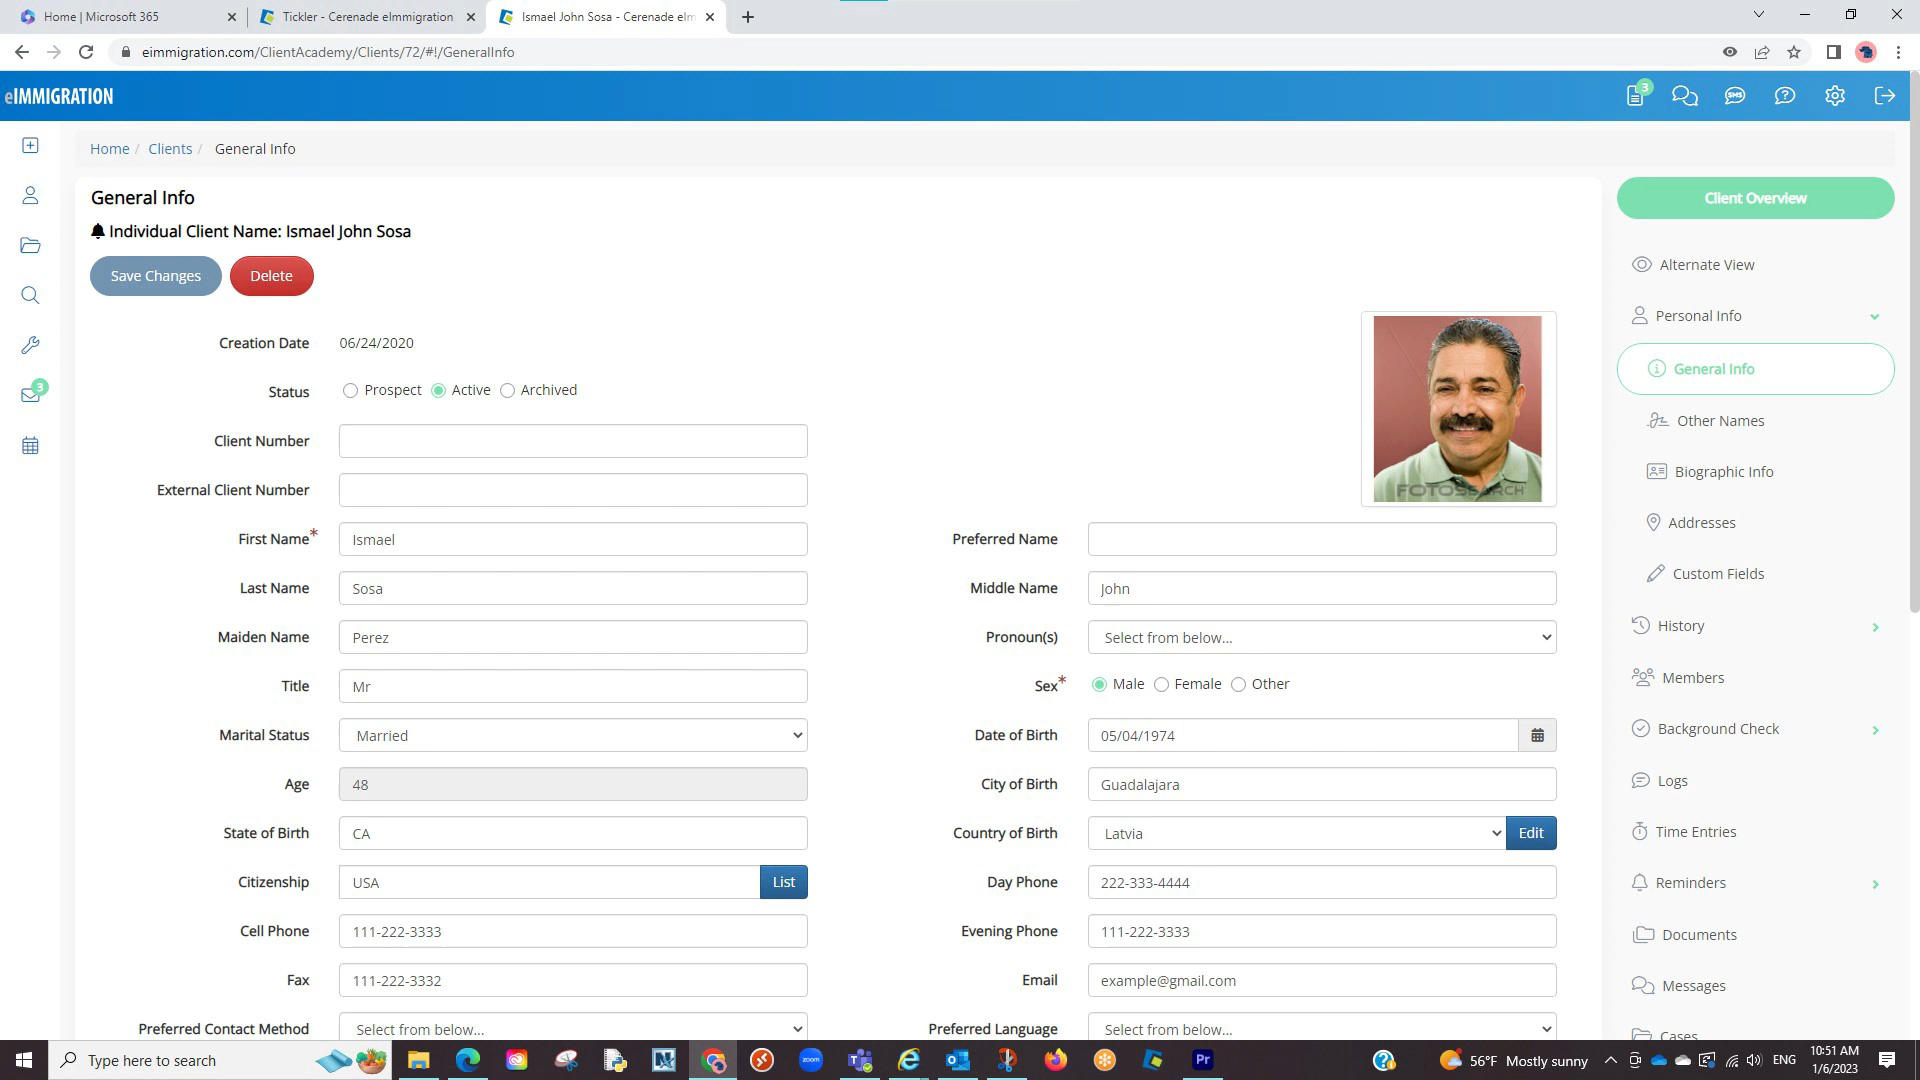 Home | Microsoft 365
Tickler - Cerenade eImmigration
Ismael John Sosa - Cerenade eIm
eimmigration.com/ClientAcademy/Clients/72/#!/GeneralInfo
eIMMIGRATION
3
SMS
Home / Clients / General Info
General Info
Individual Client Name: Ismael John Sosa
Save Changes
Delete
Creation Date 06/24/2020
Status Prospect Active Archived
Client Number
External Client Number
FOTOSEARCH
First Name* Ismael
Preferred Name
Last Name Sosa
Middle Name John
Maiden Name Perez
Pronoun(s) Select from below...
Title Mr
Sex* Male Female Other
Marital Status Married
Date of Birth 05/04/1974
Age 48
City of Birth Guadalajara
State of Birth CA
Country of Birth Latvia Edit
Citizenship USA List
Day Phone 222-333-4444
Cell Phone 111-222-3333
Evening Phone 111-222-3333
Fax 111-222-3332
Email example@gmail.com
Preferred Contact Method Select from below...
Preferred Language Select from below...
3
Client Overview
Alternate View
Personal Info
General Info
Other Names
Biographic Info
Addresses
Custom Fields
History
Members
Background Check
Logs
Time Entries
Reminders
Documents
Messages
Cases
Type here to search
zoom
Pr
56°F Mostly sunny
ENG
10:51 AM
1/6/2023